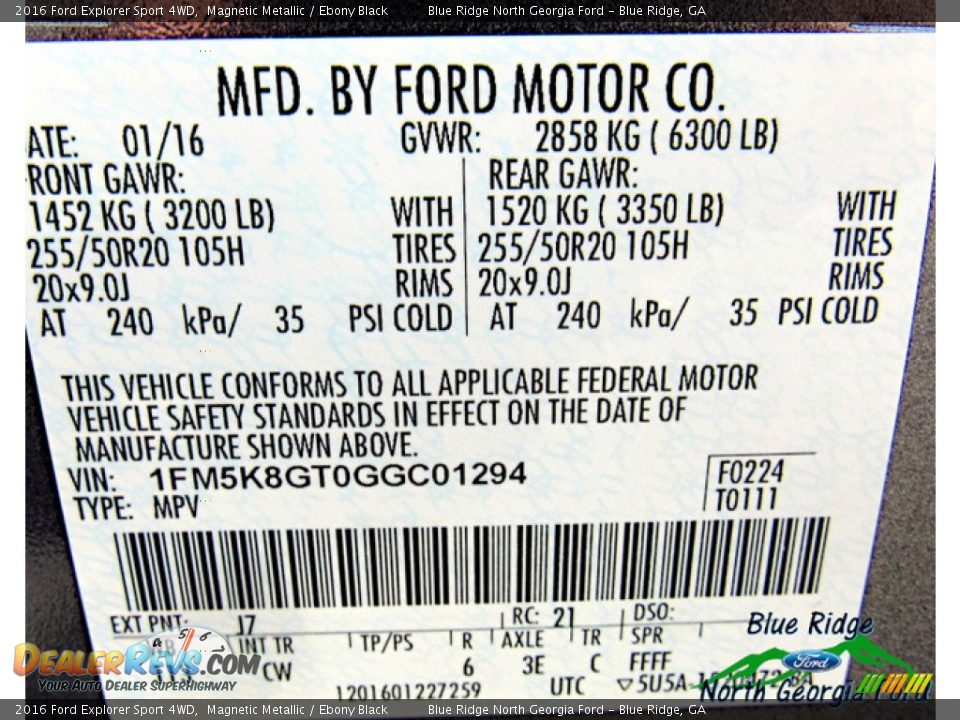 2016 Ford Explorer Sport 4WD, Magnetic Metallic / Ebony Black Blue Ridge North Georgia Ford - Blue Ridge, GA
MFD. BY FORD MOTOR CO.
ATE: 01/16 GVWR: 2858 KG ( 6300 LB)
RONT GAWR: REAR GAWR:
1452 KG ( 3200 LB) WITH 1520 KG ( 3350 LB) WITH
255/50R20 105H TIRES 255/50R20 105H TIRES
20x9.0J RIMS 20x9.0J RIMS
AT 240 kPa/ 35 PSI COLD AT 240 kPa/ 35 PSI COLD
THIS VEHICLE CONFORMS TO ALL APPLICABLE FEDERAL MOTOR
VEHICLE SAFETY STANDARDS IN EFFECT ON THE DATE OF
MANUFACTURE SHOWN ABOVE.
VIN: 1FM5K8GT0GGC01294 F0224
TYPE: MPV T0111
EXT PNT: J7 RC: 21 DSO:
INT TR TP/PS R AXLE TR SPR
CW 6 3E C FFFF
1201601227259 UTC
4 5 6
DEALERREVS.COM
Your Auto Dealer SuperHighway
Blue Ridge
Ford
North Georgia Ford
2016 Ford Explorer Sport 4WD, Magnetic Metallic / Ebony Black Blue Ridge North Georgia Ford - Blue Ridge, GA